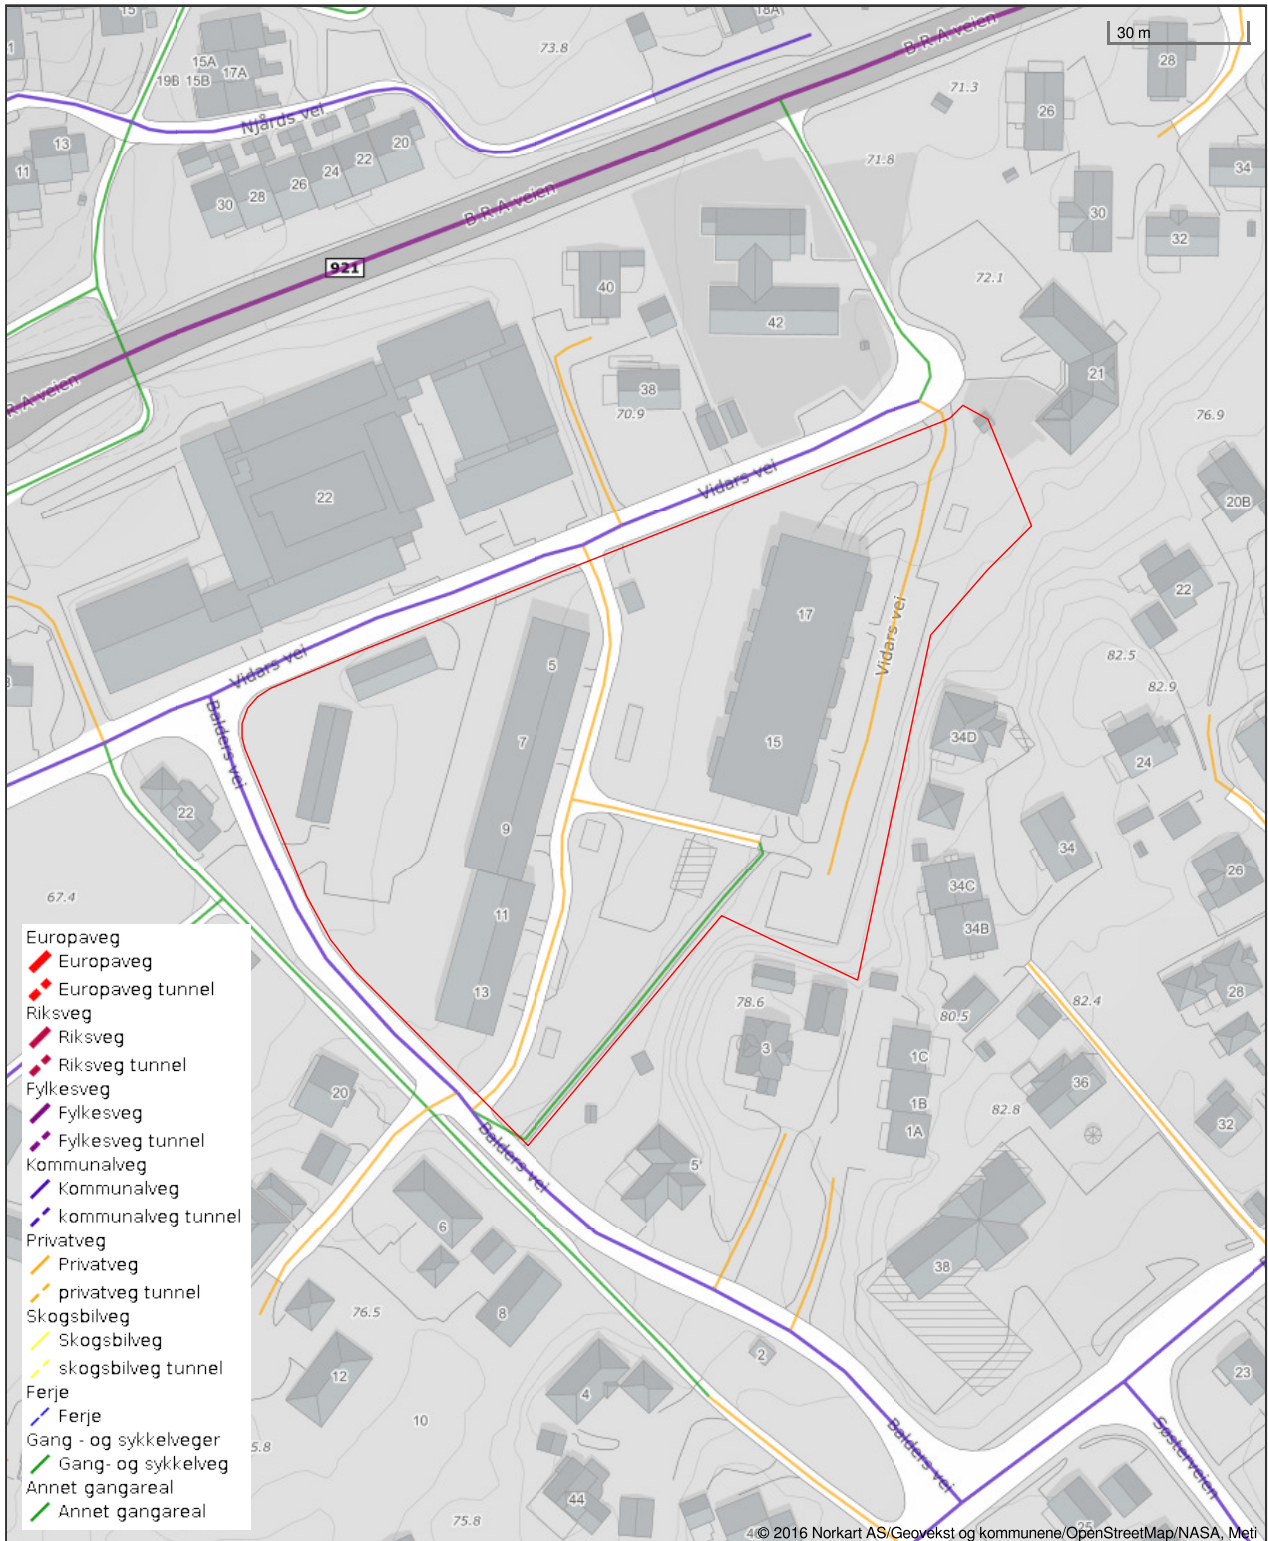 15
18A
30 m
B R A veien
73.8
28
71.3
26
15A
17A
19B
15B
Njårds vei
13
11
20
22
24
26
28
30
71.8
34
30
32
B R A veien
921
40
42
72.1
38
70.9
21
76.9
R A veien
22
Vidars vei
20B
17
22
5
Vidars vei
82.5
82.9
Vidars vei
Balders vei
7
15
34D
24
22
9
34
26
67.4
34C
11
34B
13
28
78.6
80.5
82.4
3
1C
36
1B
82.8
32
1A
20
Balders vei
5
6
38
8
76.5
12
2
23
4
10
5.8
Balders vei
Søsterveien
44
75.8
25
Europaveg
Europaveg
Europaveg tunnel
Riksveg
Riksveg
Riksveg tunnel
Fylkesveg
Fylkesveg
Fylkesveg tunnel
Kommunalveg
Kommunalveg
kommunalveg tunnel
Privatveg
Privatveg
privatveg tunnel
Skogsbilveg
Skogsbilveg
skogsbilveg tunnel
Ferje
Ferje
Gang - og sykkelveger
Gang- og sykkelveg
Annet gangareal
Annet gangareal
© 2016 Norkart AS/Geovekst og kommunene/OpenStreetMap/NASA, Meti